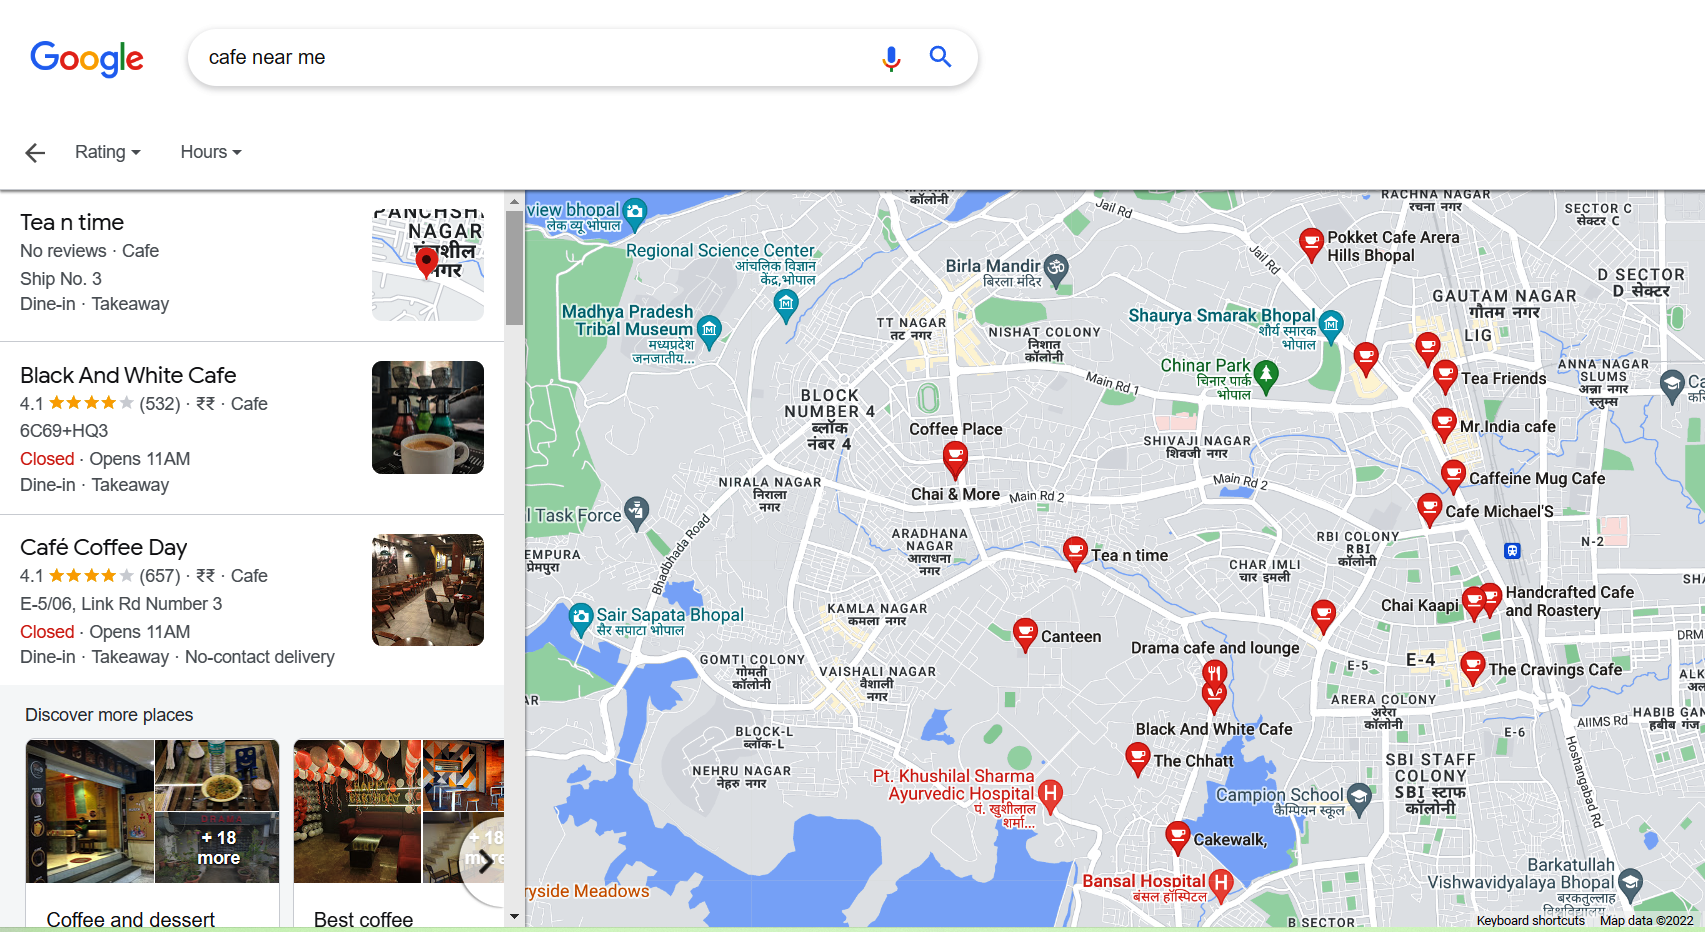 Google
cafe near me
Rating
Hours
Tea n time
No reviews · Cafe
Ship No. 3
Dine-in · Takeaway
PANCHSH
NAGAR
Black And White Cafe
4.1 (532) · ₹₹ · Cafe
6C69+HQ3
Closed · Opens 11AM
Dine-in · Takeaway
Café Coffee Day
4.1 (657) · ₹₹ · Cafe
E-5/06, Link Rd Number 3
Closed · Opens 11AM
Dine-in · Takeaway · No-contact delivery
Discover more places
+ 18
more
+ 18
Coffee and dessert
Best coffee
view bhopal
लेक व्यू भोपाल
Regional Science Center
आंचलिक विज्ञान
केंद्र,भोपाल
Madhya Pradesh
Tribal Museum
मध्यप्रदेश
जनजातीय...
कॉलोनी
Jail Rd
Jail Rd
Birla Mandir
बिरला मंदिर
TT NAGAR
तट नगर
NISHAT COLONY
निशात
कॉलोनी
RACHNA NAGAR
रचना नगर
SECTOR C
सेक्टर C
Pokket Cafe Arera
Hills Bhopal
D SECTOR
D सेक्टर
GAUTAM NAGAR
गौतम नगर
LIG
Shaurya Smarak Bhopal
शौर्य स्मारक
भोपाल
Chinar Park
चिनार पार्क
भोपाल
Main Rd 1
Tea Friends
ANNA NAGAR
SLUMS
अन्ना नगर
स्लुम्स
BLOCK
NUMBER 4
ब्लॉक
नंबर 4
Coffee Place
Chai & More
Main Rd 2
SHIVAJI NAGAR
शिवजी नगर
Main Rd 2
Mr.India cafe
Caffeine Mug Cafe
Cafe Michael'S
NIRALA NAGAR
निराला
नगर
l Task Force
EMPURA
प्रेमपुरा
Bhadbhada Road
ARADHANA
NAGAR
आराधना
नगर
Tea n time
CHAR IMLI
चार इमली
RBI COLONY
RBI
कॉलोनी
N-2
Sair Sapata Bhopal
सैर सपाटा भोपाल
KAMLA NAGAR
कमला नगर
Canteen
Chai Kaapi
Handcrafted Cafe
and Roastery
DRM
Drama cafe and lounge
GOMTI COLONY
गोमती
कॉलोनी
VAISHALI NAGAR
वैशाली
नगर
E-5
E-4
The Cravings Cafe
ARERA COLONY
अरेरा
कॉलोनी
Black And White Cafe
AIIMS Rd
HABIB GAN
हबीब गंज
E-6
BLOCK-L
ब्लॉक-L
NEHRU NAGAR
नेहरु नगर
The Chhatt
SBI STAFF
COLONY
SBI स्टाफ
कॉलोनी
Hoshangabad Rd
Pt. Khushilal Sharma
Ayurvedic Hospital
पं. खुशीलाल
शर्मा...
Campion School
कैम्पियन स्कूल
Cakewalk,
Bansal Hospital
बंसल हॉस्पिटल
ryside Meadows
Barkatullah
Vishwavidyalaya Bhopal
बरकतुल्लाह
B SECTOR
Keyboard shortcuts
Map data ©2022